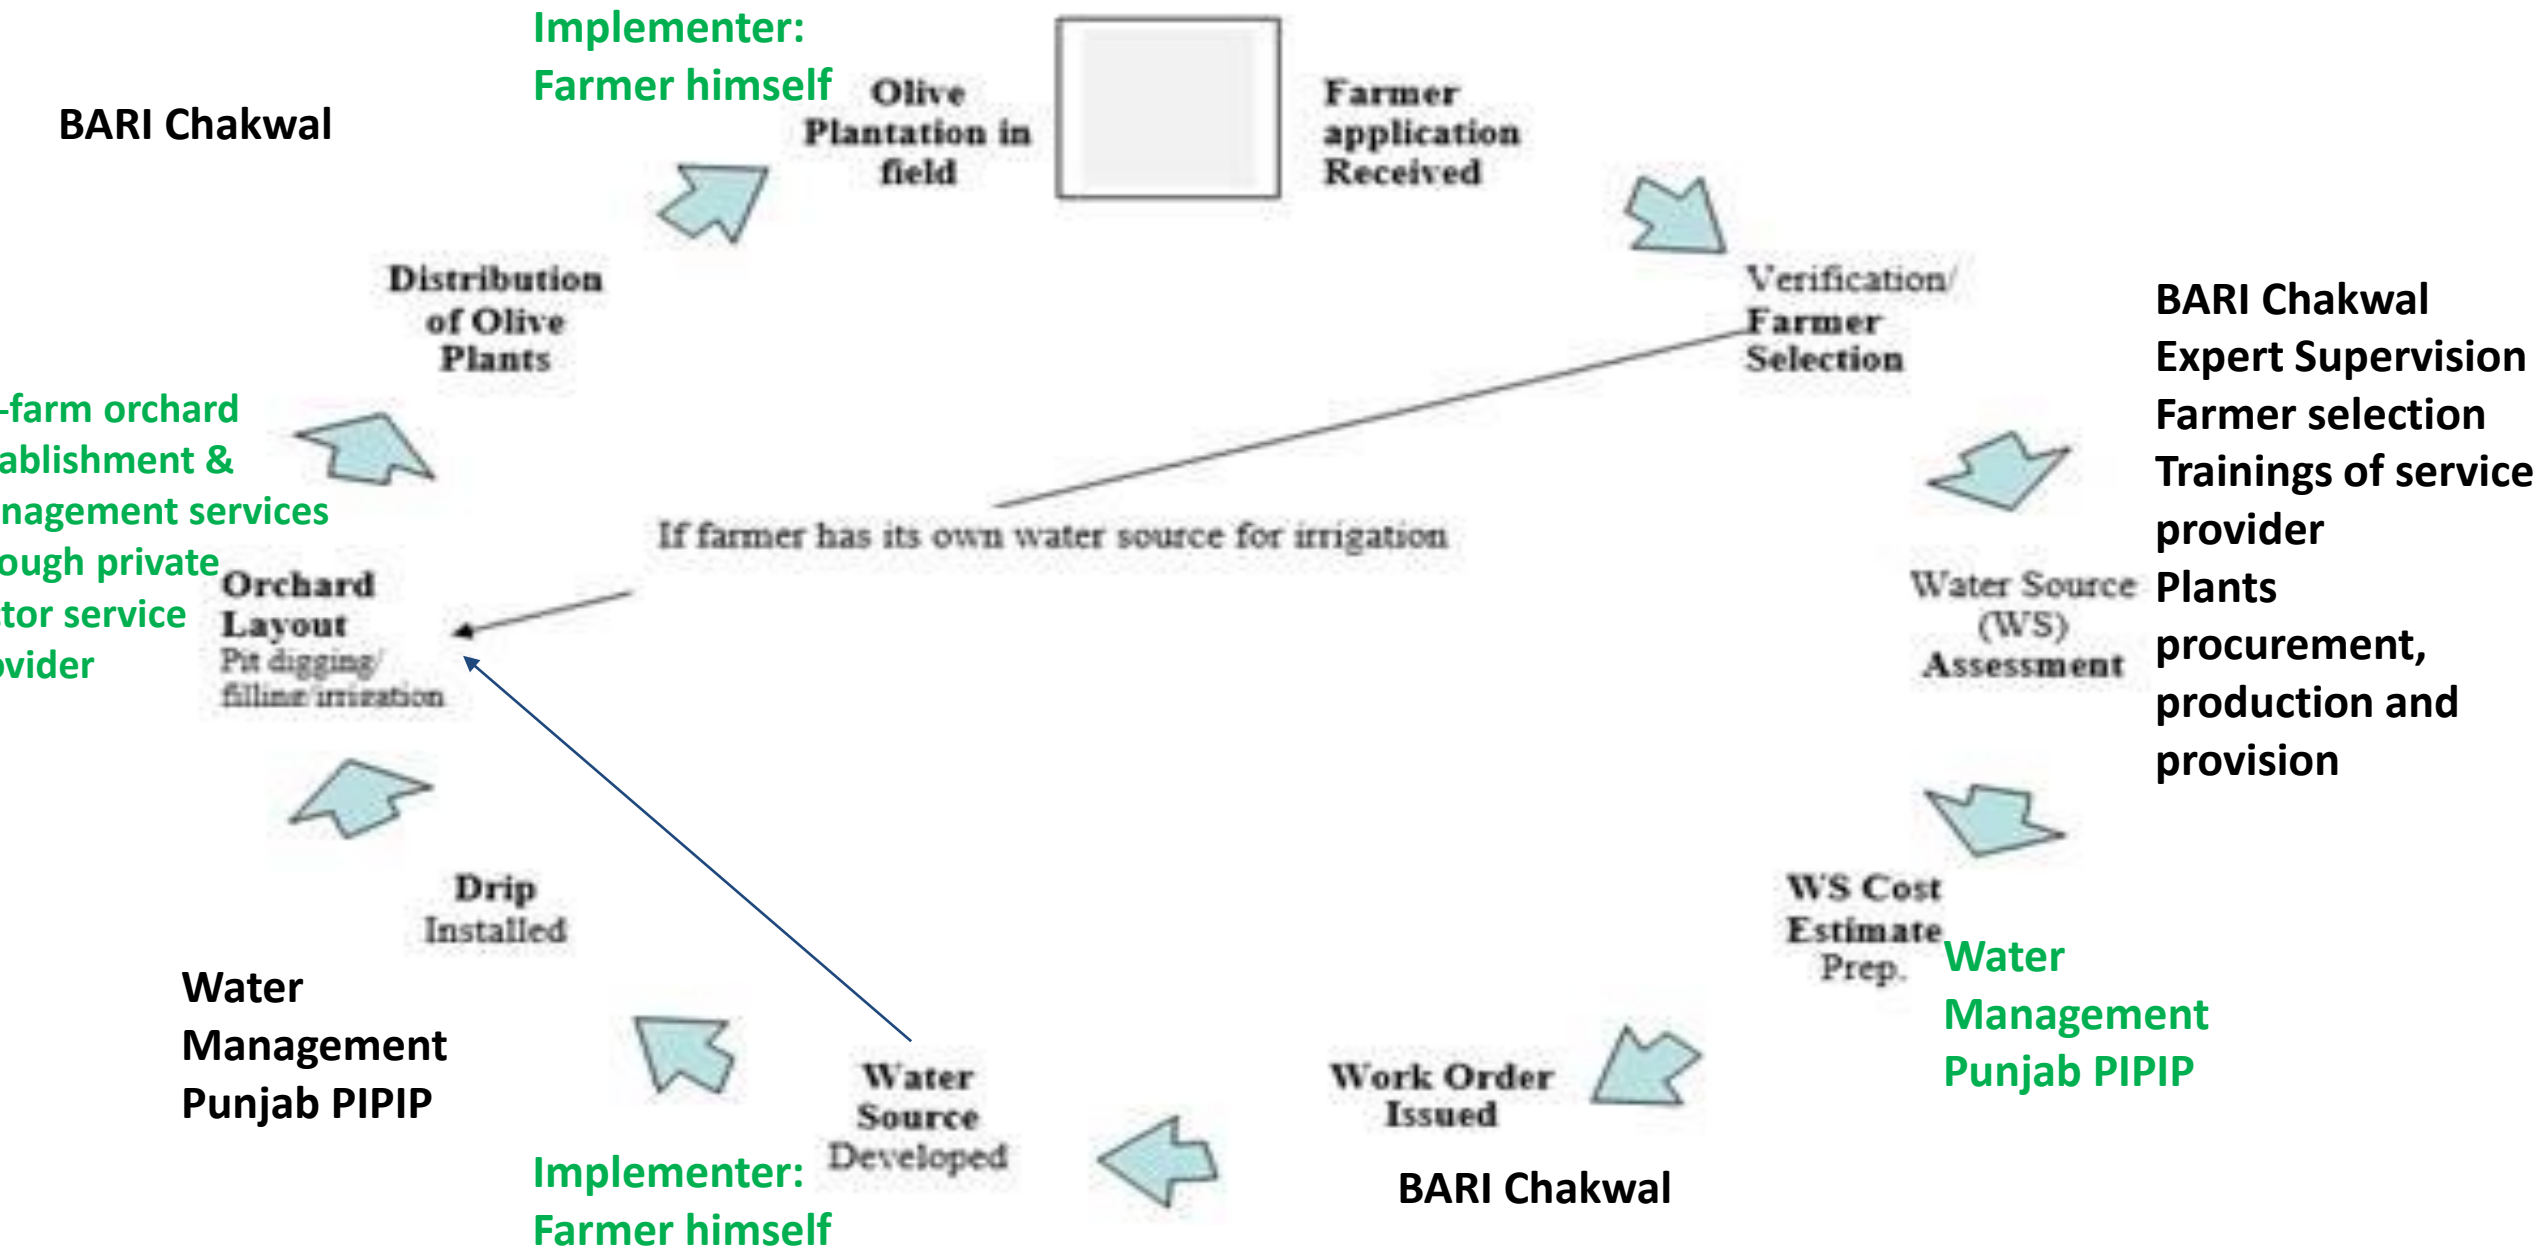 Implementer:
Farmer himself
BARI Chakwal
Olive
Plantation in
field
Farmer
application
Received
Distribution
of Olive
Plants
Verification/
Farmer
Selection
BARI Chakwal
Expert Supervision
Farmer selection
Trainings of service
provider
Plants
procurement,
production and
provision
-farm orchard
ablishment &
nagement services
ough private
ctor service
ovider
If farmer has its own water source for irrigation
Orchard
Layout
Pit digging/
filling/irrigation
Water Source
(WS)
Assessment
Drip
Installed
WS Cost
Estimate
Prep.
Water
Management
Punjab PIPIP
Water
Management
Punjab PIPIP
Water
Source
Developed
Work Order
Issued
Implementer:
Farmer himself
BARI Chakwal